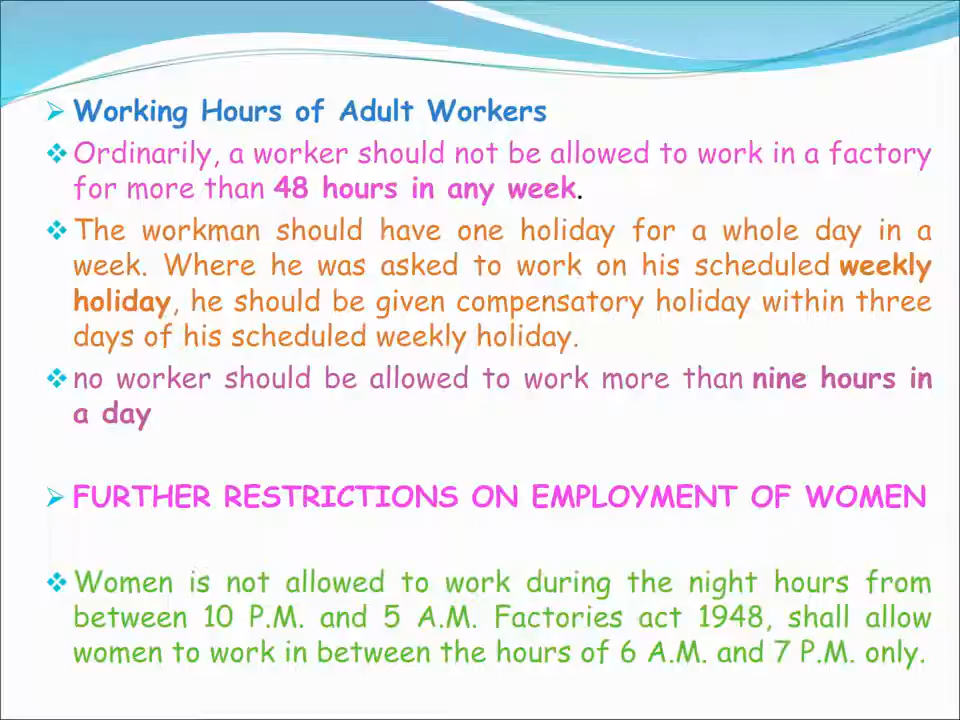 Working Hours of Adult Workers
Ordinarily, a worker should not be allowed to work in a factory
for more than 48 hours in any week.
The workman should have one holiday for a whole day in a
week. Where he was asked to work on his scheduled weekly
holiday, he should be given compensatory holiday within three
days of his scheduled weekly holiday.
no worker should be allowed to work more than nine hours in
a day
FURTHER RESTRICTIONS ON EMPLOYMENT OF WOMEN
Women is not allowed to work during the night hours from
between 10 P.M. and 5 A.M. Factories act 1948, shall allow
women to work in between the hours of 6 A.M. and 7 P.M. only.